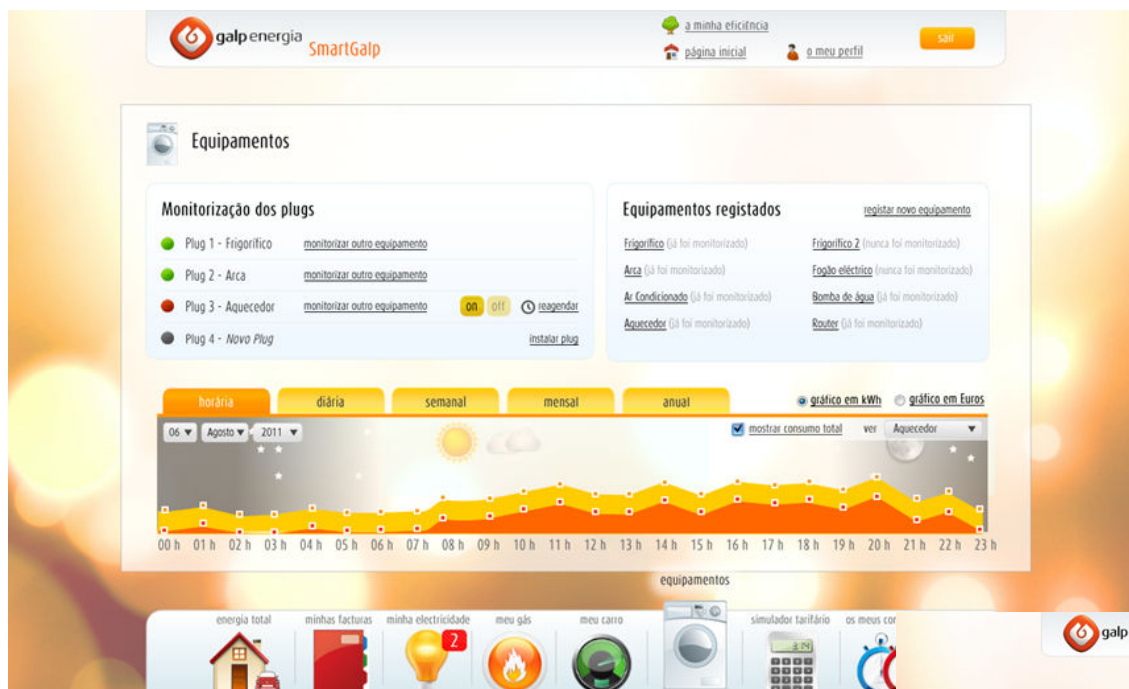 galp energia SmartGalp
a minha eficiência
página inicial o meu perfil
sair
Equipamentos
Monitorização dos plugs
Plug 1 - Frigorífico monitorizar outro equipamento
Plug 2 - Arca monitorizar outro equipamento
Plug 3 - Aquecedor monitorizar outro equipamento on off reagendar
Plug 4 - Novo Plug instalar plug
Equipamentos registados registar novo equipamento
Frigorífico (já foi monitorizado) Frigorífico 2 (nunca foi monitorizado)
Arca (já foi monitorizado) Fogão eléctrico (nunca foi monitorizado)
Ar Condicionado (já foi monitorizado) Bomba de água (já foi monitorizado)
Aquecedor (já foi monitorizado) Router (já foi monitorizado)
horária diária semanal mensal anual gráfico em kWh gráfico em Euros
06 Agosto 2011 mostrar consumo total ver Aquecedor
00 h 01 h 02 h 03 h 04 h 05 h 06 h 07 h 08 h 09 h 10 h 11 h 12 h 13 h 14 h 15 h 16 h 17 h 18 h 19 h 20 h 21 h 22 h 23 h
equipamentos
energia total minhas facturas minha electricidade meu gás meu carro simulador tarifário os meus
2
galp